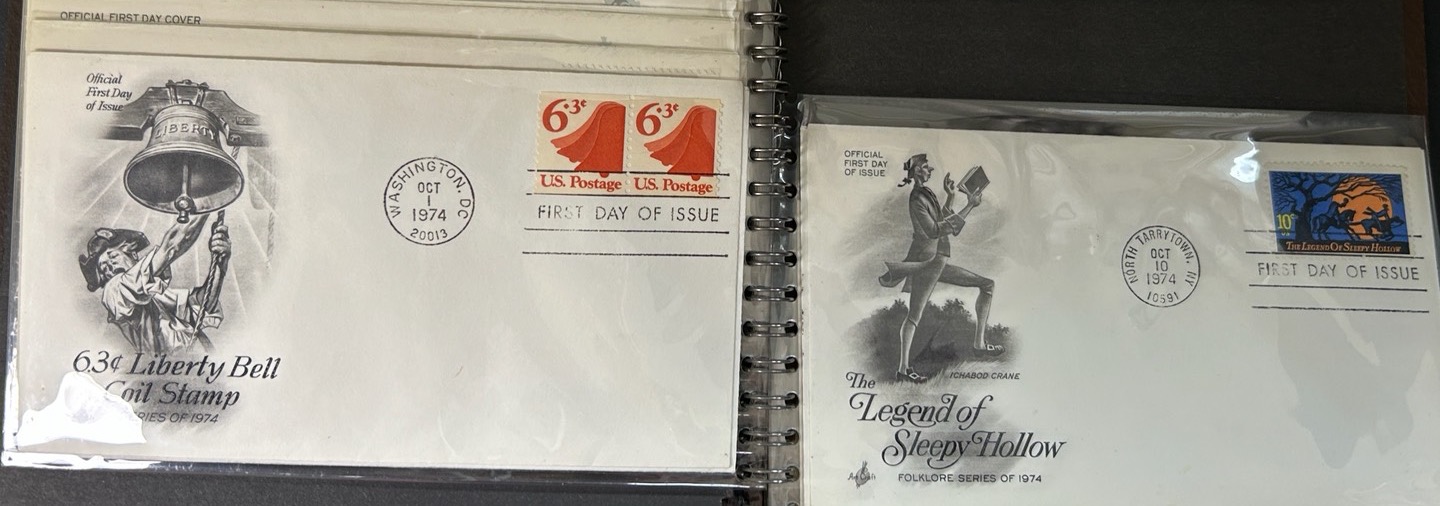 OFFICIAL FIRST DAY COVER
Official
First Day
of Issue
LIBERTY
6.3¢ Liberty Bell
Coil Stamp
SERIES OF 1974
WASHINGTON, DC
OCT
1
1974
20013
6.3¢
U.S. Postage
6.3¢
U.S. Postage
FIRST DAY OF ISSUE
OFFICIAL
FIRST DAY
OF ISSUE
ICHABOD CRANE
The
Legend of
Sleepy Hollow
ArtCraft
FOLKLORE SERIES OF 1974
NORTH TARRYTOWN, NY
OCT
10
1974
10591
10¢
U.S.
THE LEGEND OF SLEEPY HOLLOW
FIRST DAY OF ISSUE